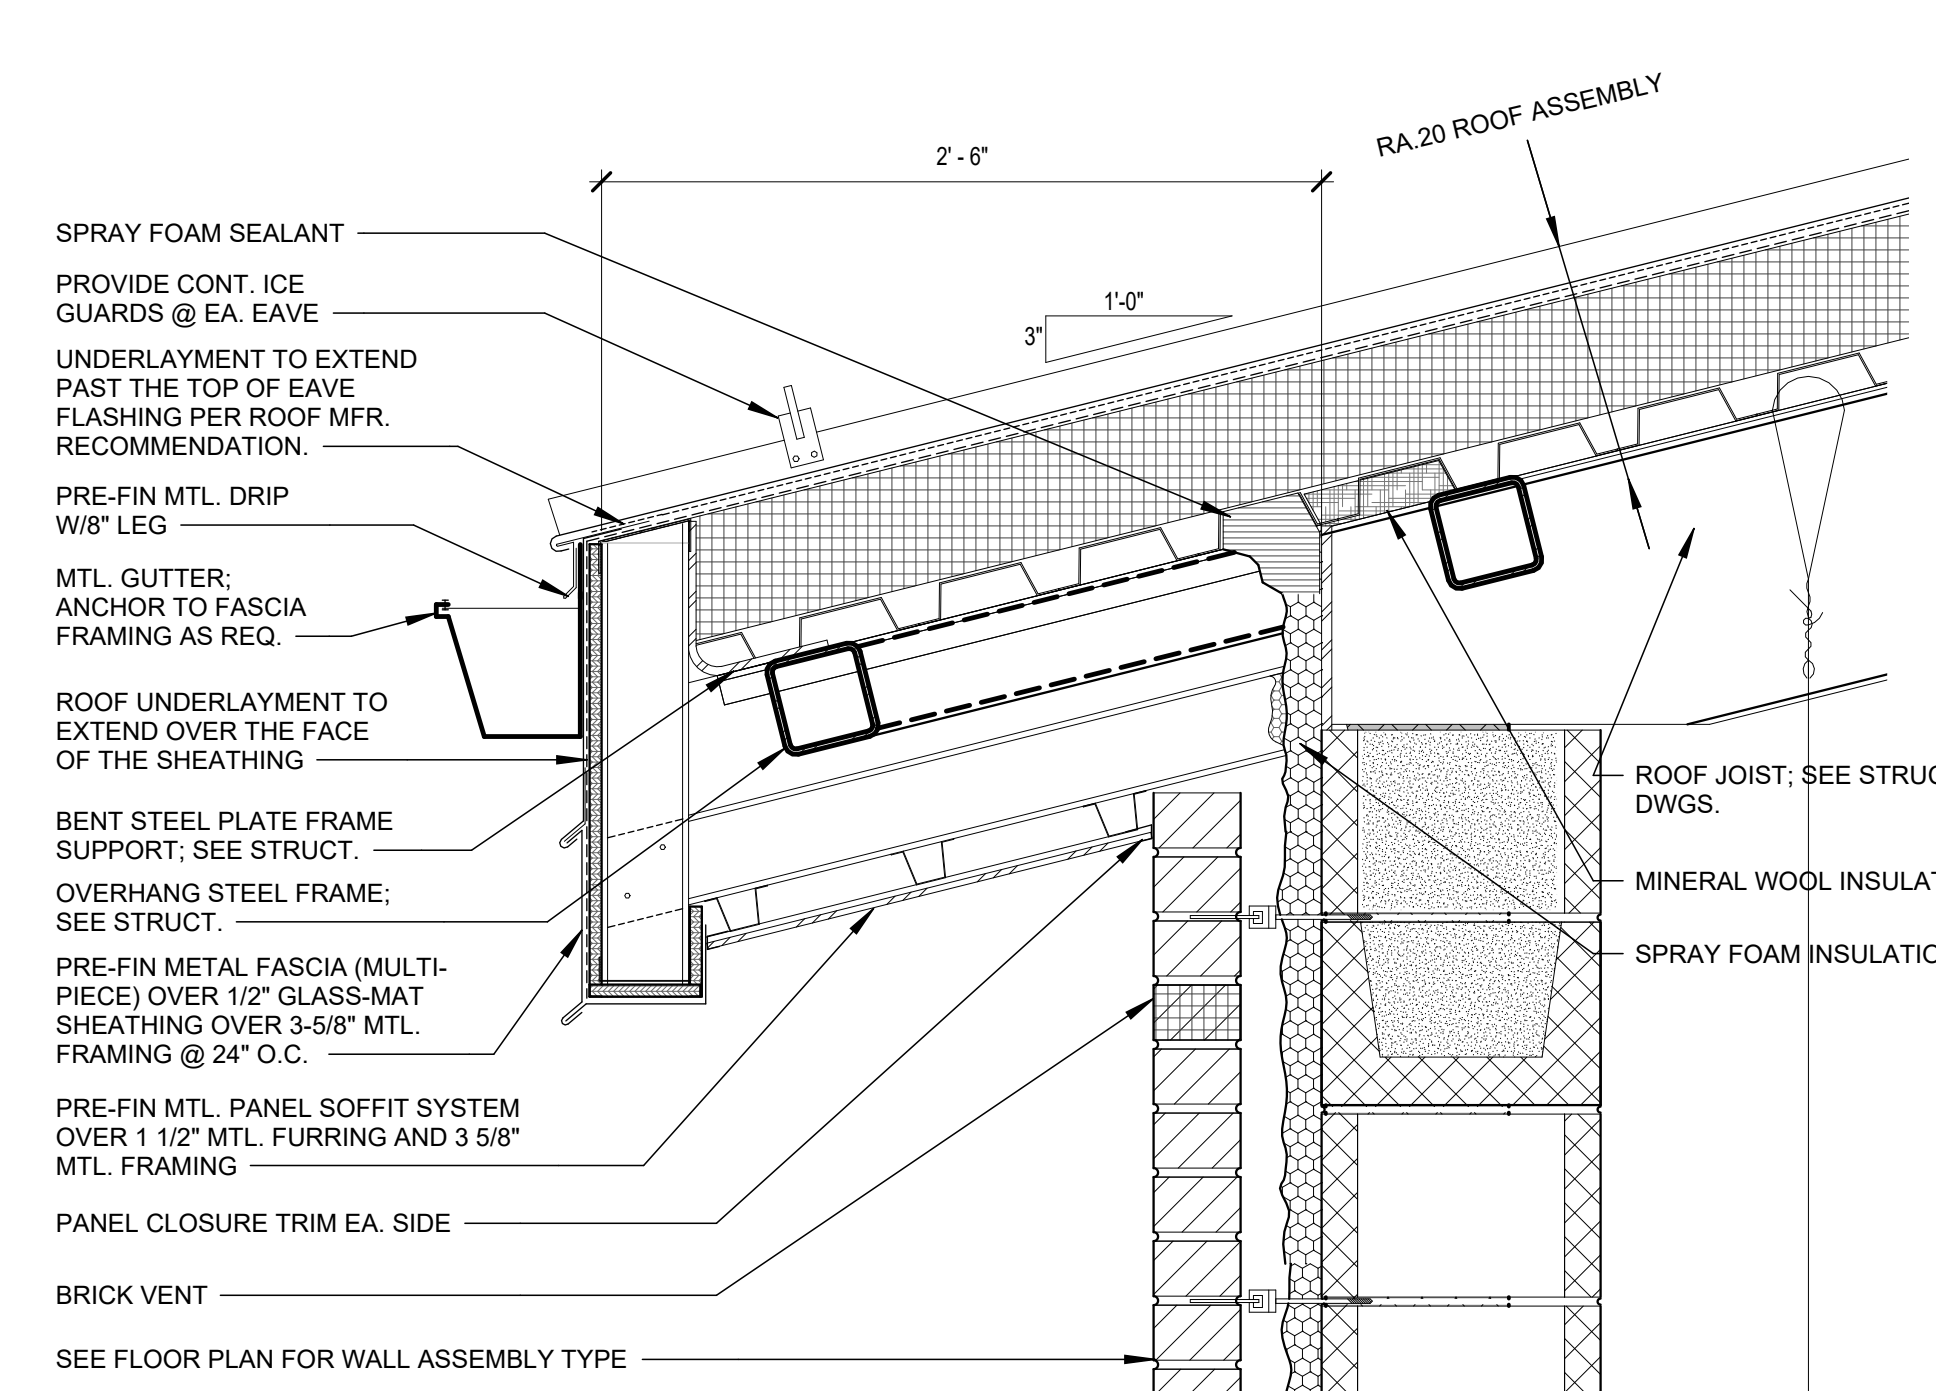 RA.20 ROOF ASSEMBLY
2' - 6"
1'-0"
3"
SPRAY FOAM SEALANT
PROVIDE CONT. ICE
GUARDS @ EA. EAVE
UNDERLAYMENT TO EXTEND
PAST THE TOP OF EAVE
FLASHING PER ROOF MFR.
RECOMMENDATION.
PRE-FIN MTL. DRIP
W/8" LEG
MTL. GUTTER;
ANCHOR TO FASCIA
FRAMING AS REQ.
ROOF UNDERLAYMENT TO
EXTEND OVER THE FACE
OF THE SHEATHING
BENT STEEL PLATE FRAME
SUPPORT; SEE STRUCT.
OVERHANG STEEL FRAME;
SEE STRUCT.
PRE-FIN METAL FASCIA (MULTI-
PIECE) OVER 1/2" GLASS-MAT
SHEATHING OVER 3-5/8" MTL.
FRAMING @ 24" O.C.
PRE-FIN MTL. PANEL SOFFIT SYSTEM
OVER 1 1/2" MTL. FURRING AND 3 5/8"
MTL. FRAMING
PANEL CLOSURE TRIM EA. SIDE
BRICK VENT
SEE FLOOR PLAN FOR WALL ASSEMBLY TYPE
ROOF JOIST; SEE
DWGS.
MINERAL WOOL
SPRAY FOAM